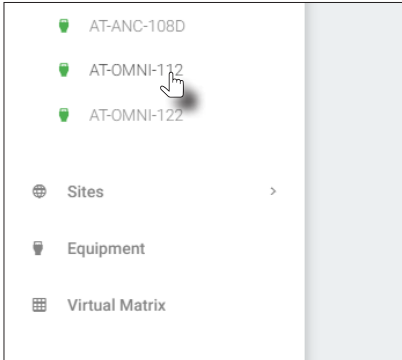 AT-ANC-108D
AT-OMNI-112
AT-OMNI-122
Sites
Equipment
Virtual Matrix